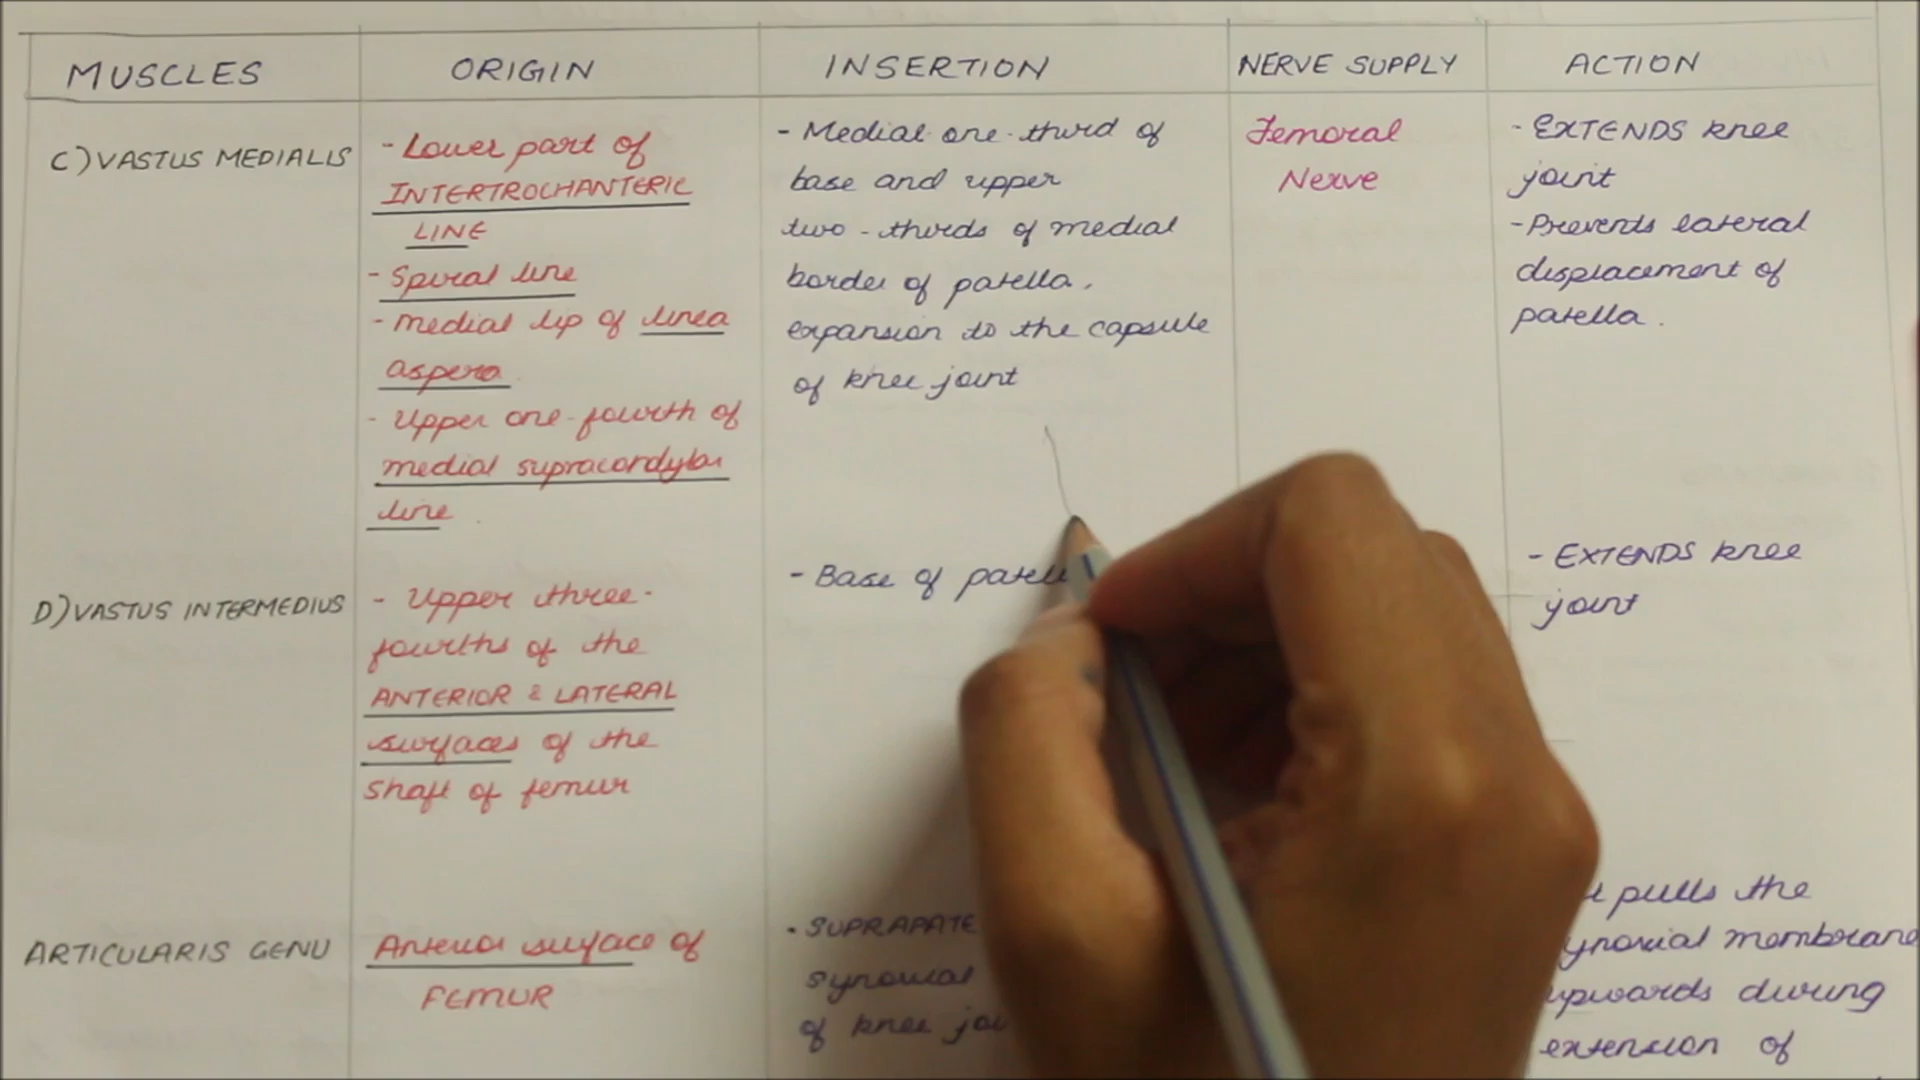 MUSCLES
ORIGIN
INSERTION
NERVE SUPPLY
ACTION
C) VASTUS MEDIALIS
- Lower part of
INTERTROCHANTERIC
LINE
- Spiral line
- Medial lip of linea
aspera
- Upper one-fourth of
medial supracondylar
line.
- Medial one-third of
base and upper
two-thirds of medial
border of patella.
expansion to the capsule
of knee joint
Femoral
Nerve
- EXTENDS knee
joint
- Prevents lateral
displacement of
patella.
D) VASTUS INTERMEDIUS
- Upper three-
fourths of the
ANTERIOR & LATERAL
surfaces of the
shaft of femur
- Base of
- EXTENDS knee
joint
ARTICULARIS GENU
Anterior surface of
FEMUR
synovial
of knee
pulls the
membrane
upwards during
extension of